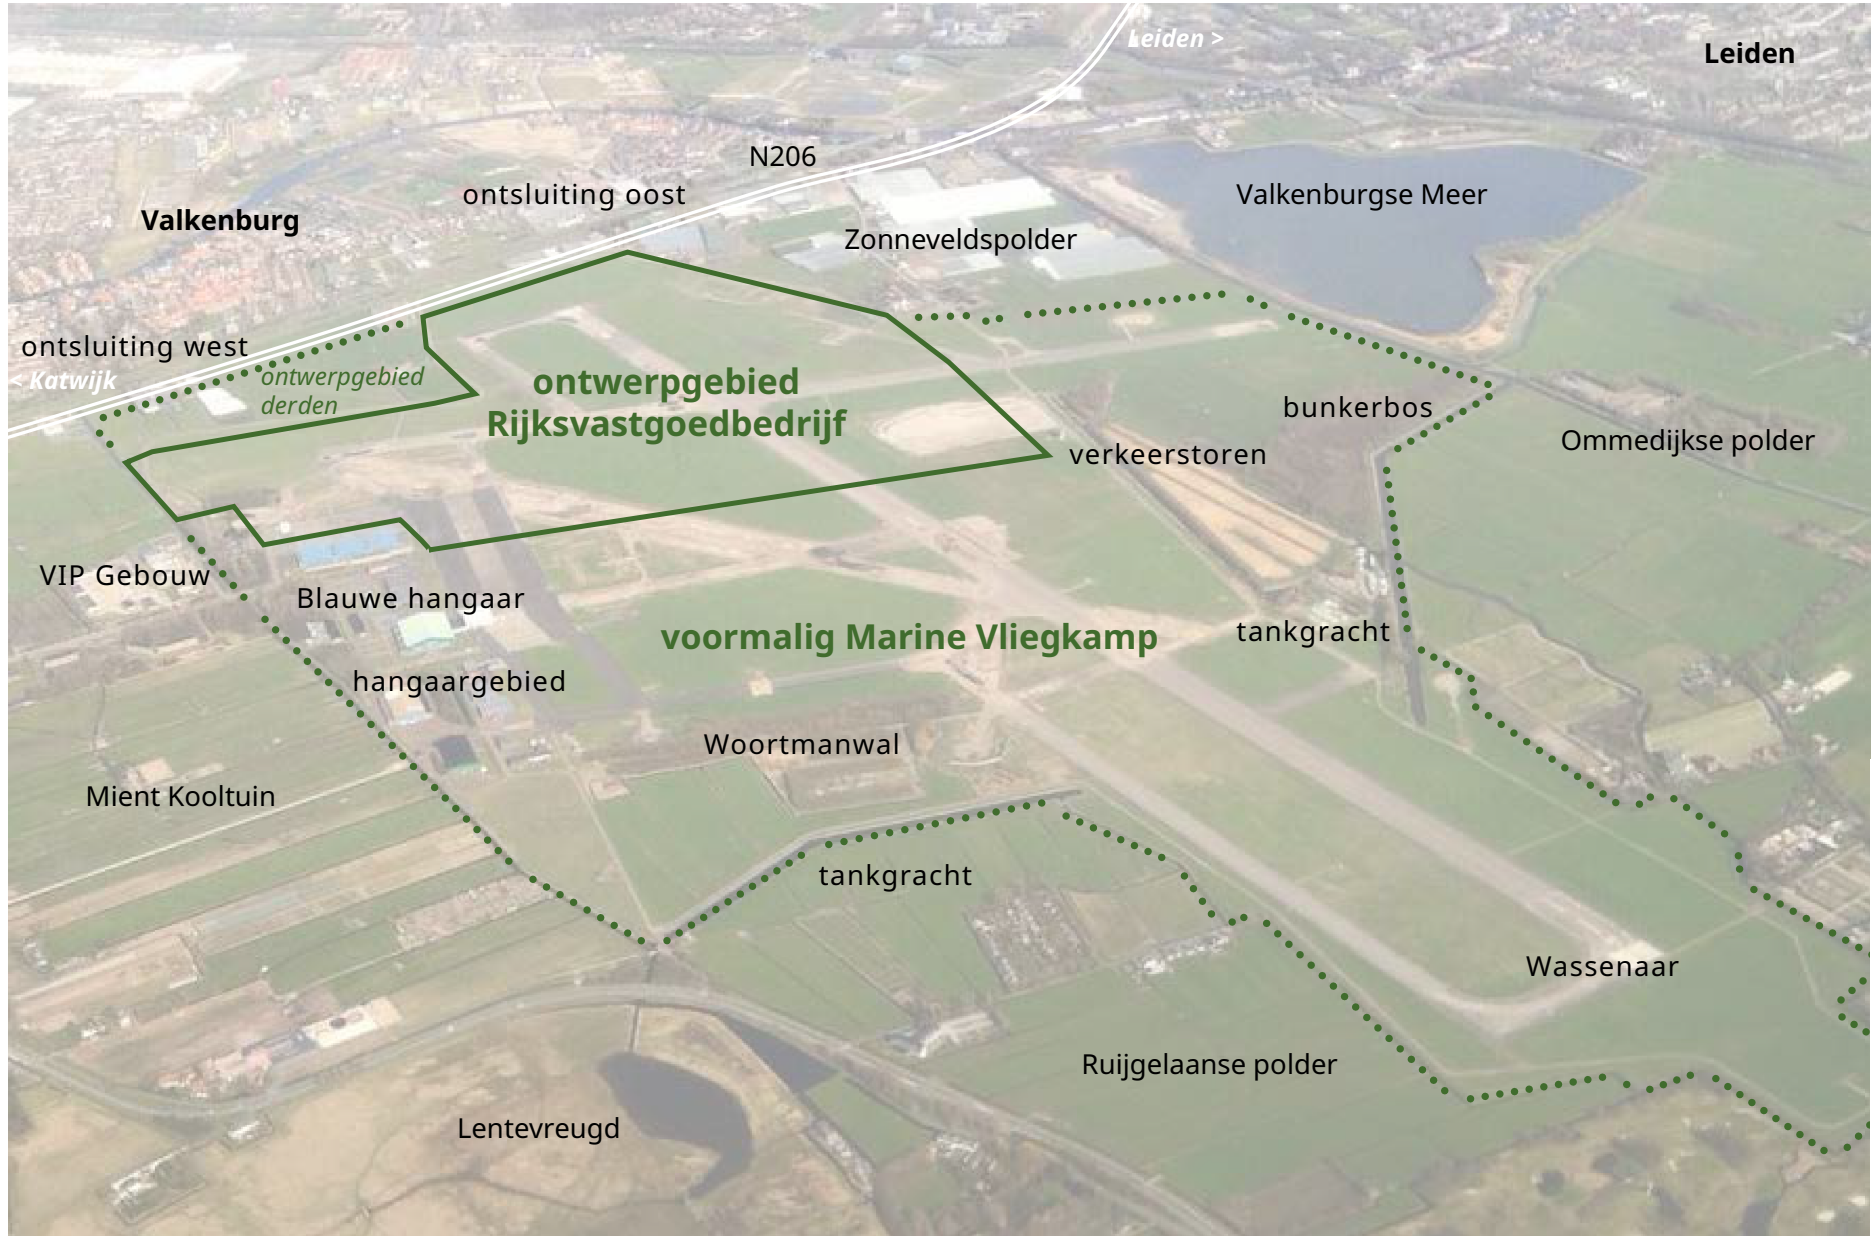 Leiden >
Leiden
N206
ontsluiting oost
Valkenburgse Meer
Valkenburg
Zonneveldspolder
ontsluiting west
< Katwijk
ontwerpgebied
derden
ontwerpgebied
Rijksvastgoedbedrijf
bunkerbos
Ommedijkse polder
verkeerstoren
VIP Gebouw
Blauwe hangaar
voormalig Marine Vliegkamp
tankgracht
hangaargebied
Woortmanwal
Mient Kooltuin
tankgracht
Wassenaar
Ruijgelaanse polder
Lentevreugd